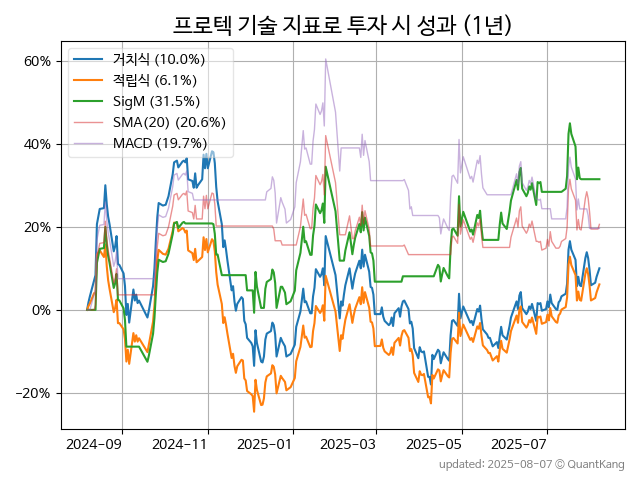 프로텍 기술 지표로 투자 시 성과 (1년)
거치식 (10.0%)
적립식 (6.1%)
SigM (31.5%)
SMA(20) (20.6%)
MACD (19.7%)
60%
40%
20%
0%
−20%
2024-09 2024-11 2025-01 2025-03 2025-05 2025-07
updated: 2025-08-07 © QuantKang